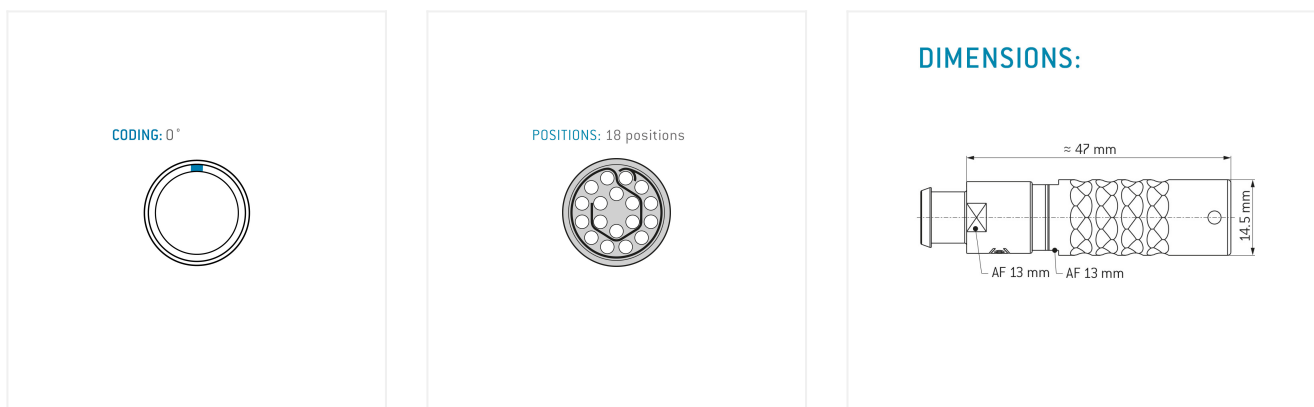 CODING: 0°
POSITIONS: 18 positions
DIMENSIONS:
≈ 47 mm
14.5 mm
AF 13 mm
AF 13 mm